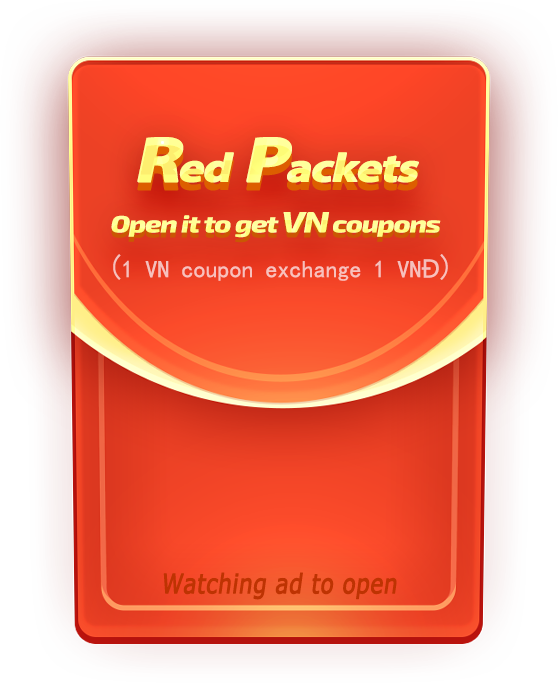 Red Packets
Open it to get VN coupons
(1 VN coupon exchange 1 VNĐ)
Watching ad to open